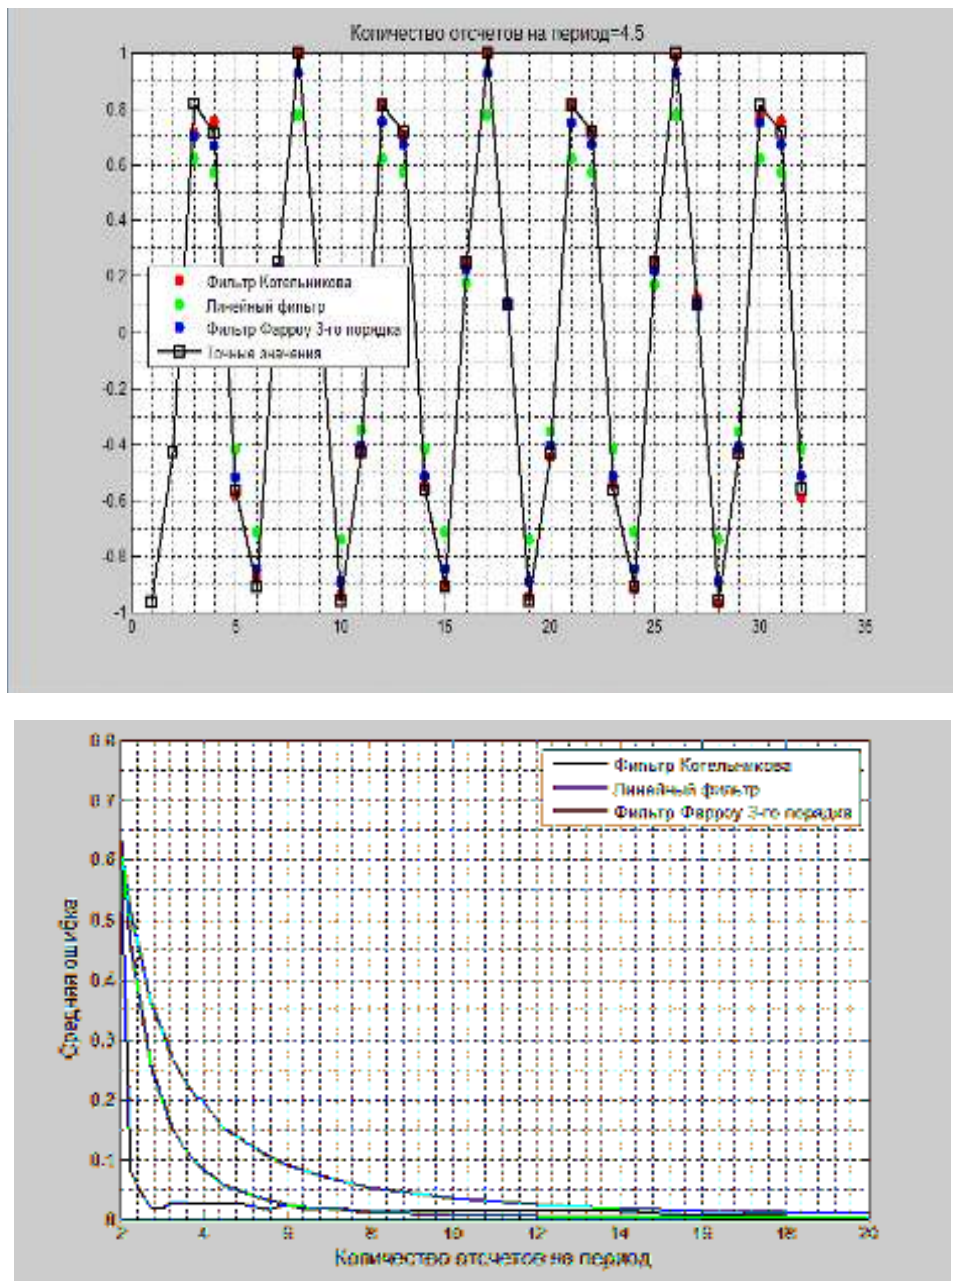 Количество отсчетов на период=4.5
1
0.8
0.6
0.4
0.2
0
-0.2
-0.4
-0.6
-0.8
-1
Фильтр Котельникова
Линейный фильтр
Фильтр Фарроу 3-го порядка
Точные значения
0 5 10 15 20 25 30 35
0.8
0.7
0.6
0.5
0.4
0.3
0.2
0.1
0
Средняя ошибка
Фильтр Котельникова
Линейный фильтр
Фильтр Фарроу 3-го порядка
2 4 6 8 10 12 14 16 18 20
Количество отсчетов на период